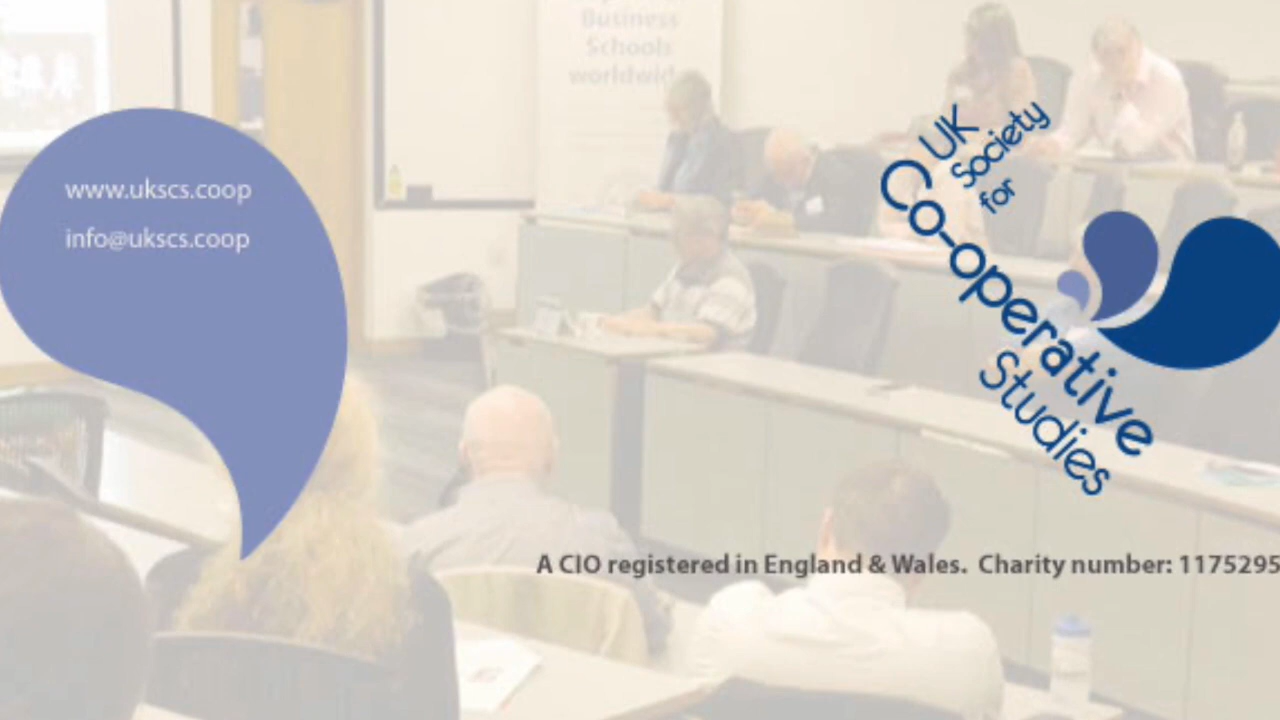 Business
Schools
worldwide
www.ukscs.coop
info@ukscs.coop
UK
Society
for
Co-operative
Studies
A CIO registered in England & Wales.  Charity number: 1175295